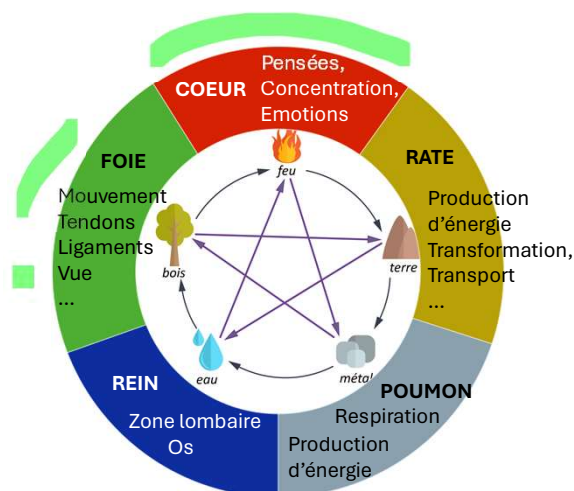 COEUR
Pensées,
Concentration,
Emotions
FOIE
Mouvement
Tendons
Ligaments
Vue
...
RATE
Production
d'énergie
Transformation,
Transport
...
feu
bois
terre
eau
métal
REIN
Zone lombaire
Os
POUMON
Respiration
Production
d'énergie